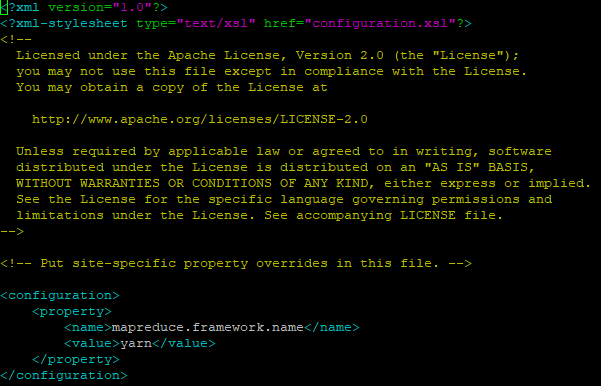 <?xml version="1.0"?>
<?xml-stylesheet type="text/xsl" href="configuration.xsl"?>
<!--
  Licensed under the Apache License, Version 2.0 (the "License");
  you may not use this file except in compliance with the License.
  You may obtain a copy of the License at

    http://www.apache.org/licenses/LICENSE-2.0

  Unless required by applicable law or agreed to in writing, software
  distributed under the License is distributed on an "AS IS" BASIS,
  WITHOUT WARRANTIES OR CONDITIONS OF ANY KIND, either express or implied.
  See the License for the specific language governing permissions and
  limitations under the License. See accompanying LICENSE file.
-->

<!-- Put site-specific property overrides in this file. -->

<configuration>
    <property>
        <name>mapreduce.framework.name</name>
        <value>yarn</value>
    </property>
</configuration>